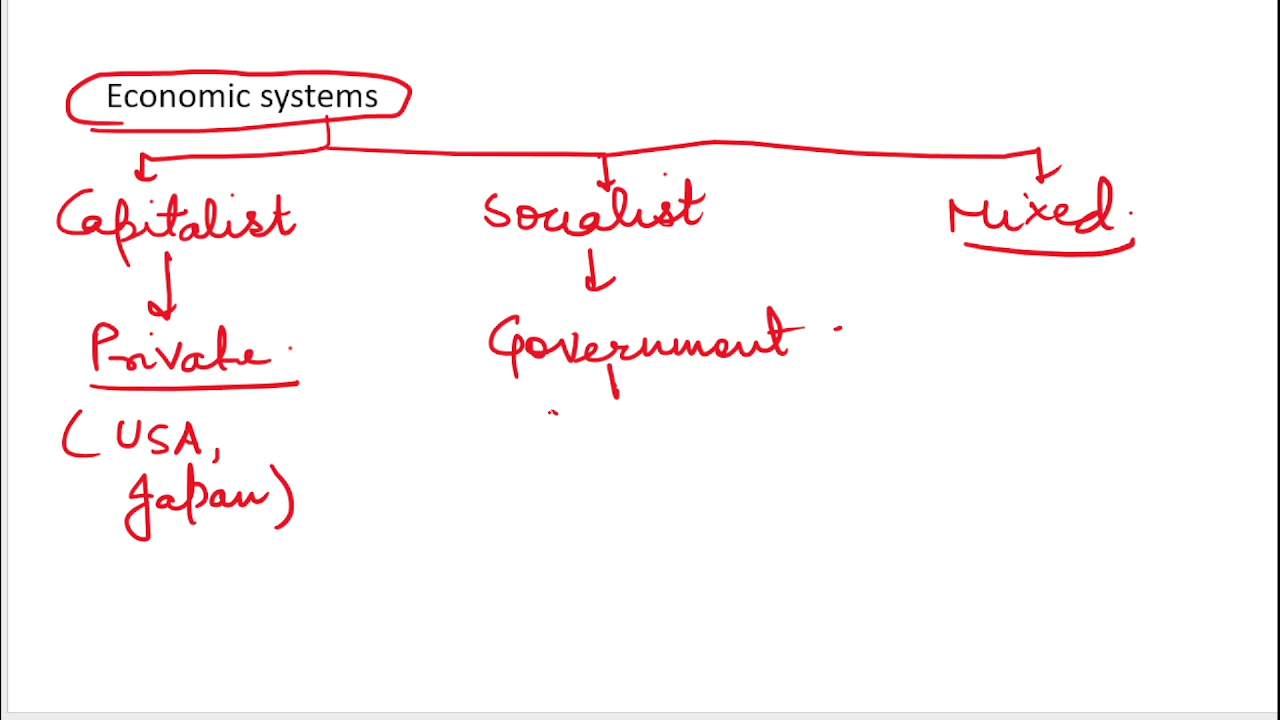 Economic systems
Capitalist Socialist Mixed.
Private. Government
(USA,
Japan)